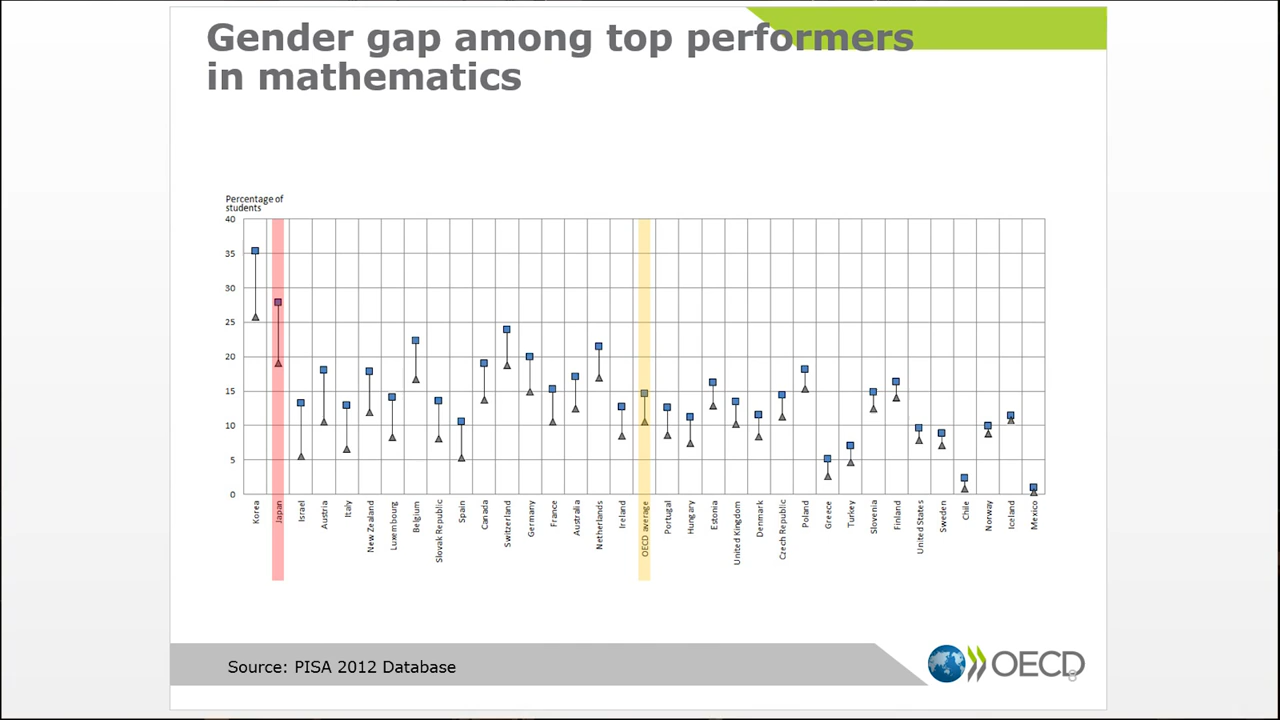 Gender gap among top performers
in mathematics
Percentage of
students
40
35
30
25
20
15
10
5
0
Korea
Japan
Israel
Austria
Italy
New Zealand
Luxembourg
Belgium
Slovak Republic
Spain
Canada
Switzerland
Germany
France
Australia
Netherlands
Ireland
OECD average
Portugal
Hungary
Estonia
United Kingdom
Denmark
Czech Republic
Poland
Greece
Turkey
Slovenia
Finland
United States
Sweden
Chile
Norway
Iceland
Mexico
Source: PISA 2012 Database
OECD
8